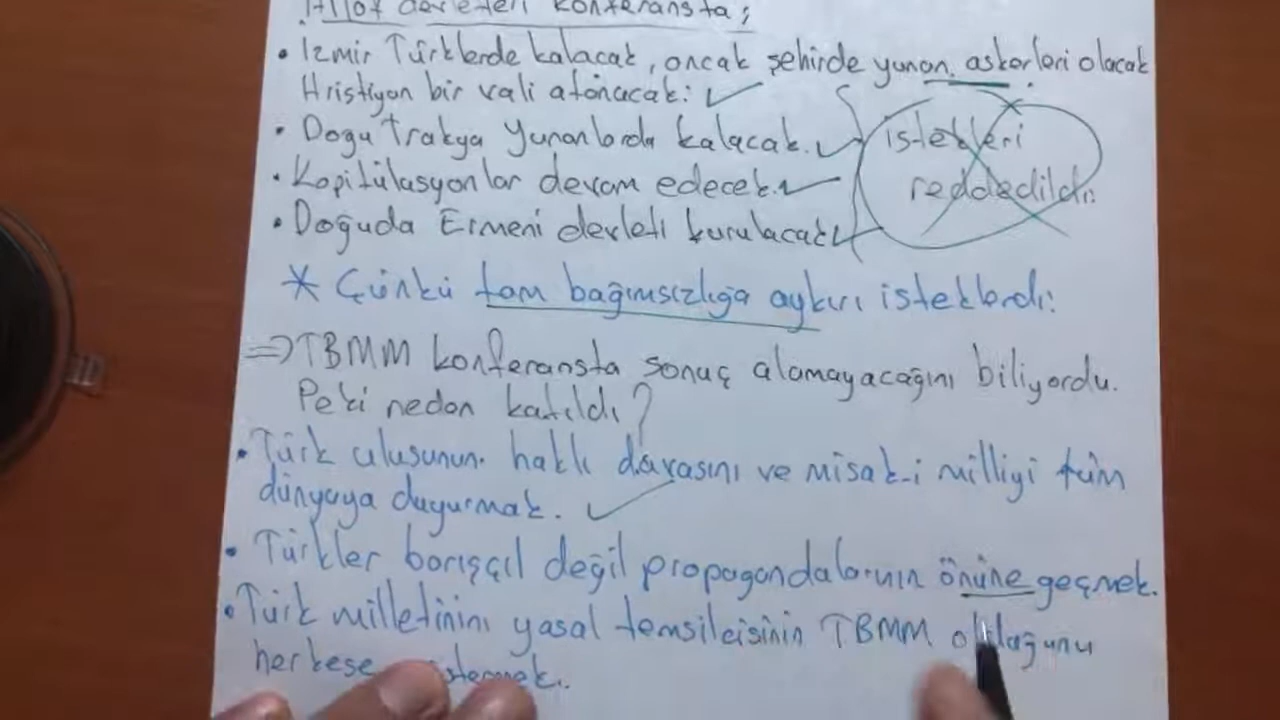 İtilaf devletleri konferansta;
• İzmir Türklerde kalacak, ancak şehirde yunan askerleri olacak
Hristiyan bir vali atanacak.
• Doğu Trakya Yunanlarda kalacak.
istekleri
• Kapitülasyonlar devam edecek.
reddedildi.
• Doğuda Ermeni devleti kurulacak
* Çünkü tam bağımsızlığa aykırı isteklerdi.
⇒ TBMM konferansta sonuç alamayacağını biliyordu.
Peki neden katıldı?
• Türk ulusunun haklı davasını ve misak-i milliyi tüm
dünyaya duyurmak.
• Türkler barışçıl değil propagandalarının önüne geçmek.
• Türk milletinin yasal temsilcisinin TBMM olduğunu
herkese